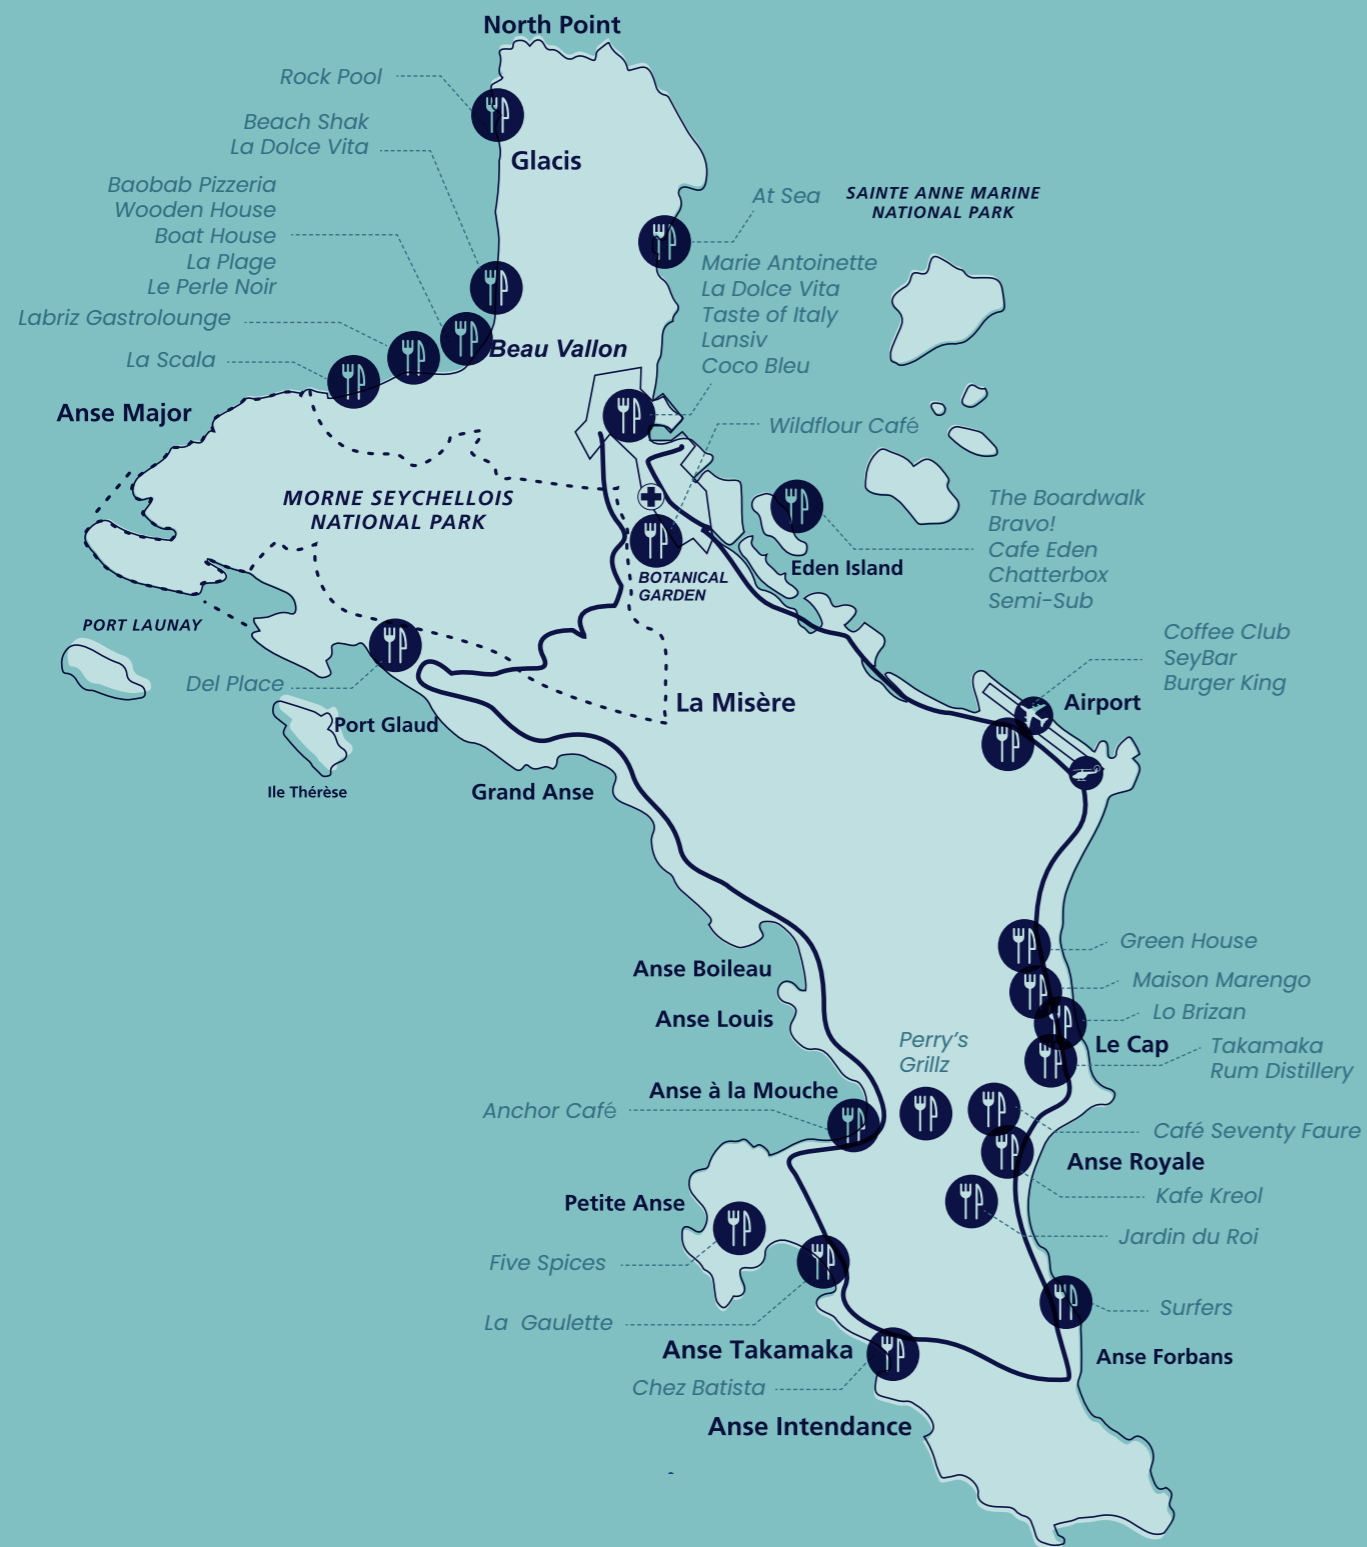 North Point
Rock Pool
Beach Shak
La Dolce Vita
Glacis
Baobab Pizzeria
Wooden House
Boat House
La Plage
Le Perle Noir
At Sea
SAINTE ANNE MARINE
NATIONAL PARK
Marie Antoinette
La Dolce Vita
Taste of Italy
Lansiv
Coco Bleu
Labriz Gastrolounge
La Scala
Beau Vallon
Anse Major
Wildflour Café
MORNE SEYCHELLOIS
NATIONAL PARK
The Boardwalk
Bravo!
Cafe Eden
Chatterbox
Semi-Sub
Eden Island
BOTANICAL
GARDEN
PORT LAUNAY
Coffee Club
SeyBar
Burger King
Del Place
La Misère
Airport
Port Glaud
Ile Thérèse
Grand Anse
Green House
Anse Boileau
Maison Marengo
Lo Brizan
Anse Louis
Perry's
Grillz
Le Cap
Takamaka
Rum Distillery
Anse à la Mouche
Anchor Café
Café Seventy Faure
Anse Royale
Petite Anse
Kafe Kreol
Jardin du Roi
Five Spices
Surfers
La Gaulette
Anse Takamaka
Anse Forbans
Chez Batista
Anse Intendance